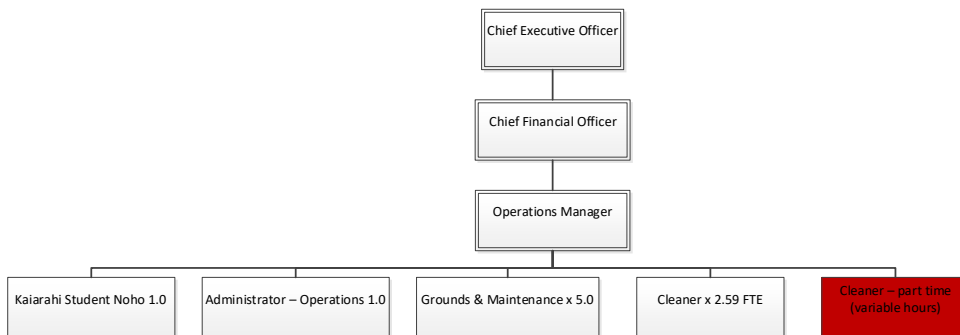 Chief Executive Officer
Chief Financial Officer
Operations Manager
Kaiarahi Student Noho 1.0
Administrator – Operations 1.0
Grounds & Maintenance x 5.0
Cleaner x 2.59 FTE
Cleaner – part time
(variable hours)